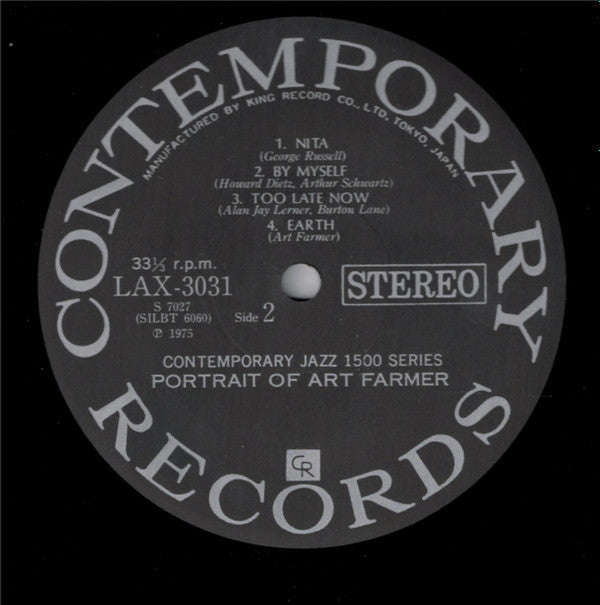 CONTEMPORARY RECORDS
MANUFACTURED BY KING RECORD CO., LTD. TOKYO, JAPAN
1. NITA
(George Russell)
2. BY MYSELF
(Howard Dietz, Arthur Schwartz)
3. TOO LATE NOW
(Alan Jay Lerner, Burton Lane)
4. EARTH
(Art Farmer)
33⅓ r.p.m.
LAX-3031
STEREO
S 7027
(SILBT 6060) Side 2
℗ 1975
CONTEMPORARY JAZZ 1500 SERIES
PORTRAIT OF ART FARMER
CR